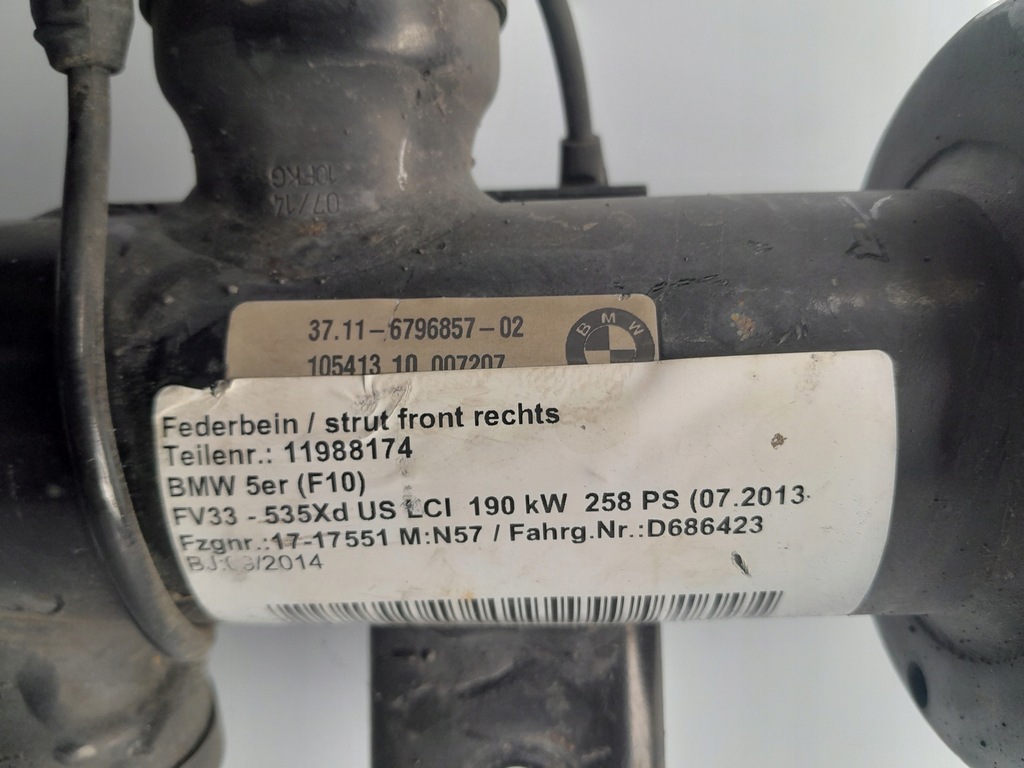 10FKG
07/14
37.11-6796857-02
BMW
105413 10 007207
Federbein / strut front rechts
Teilenr.: 11988174
BMW 5er (F10)
FV33 - 535Xd US LCI 190 kW 258 PS (07.2013-
Fzgnr.:17-17551 M:N57 / Fahrg.Nr.:D686423